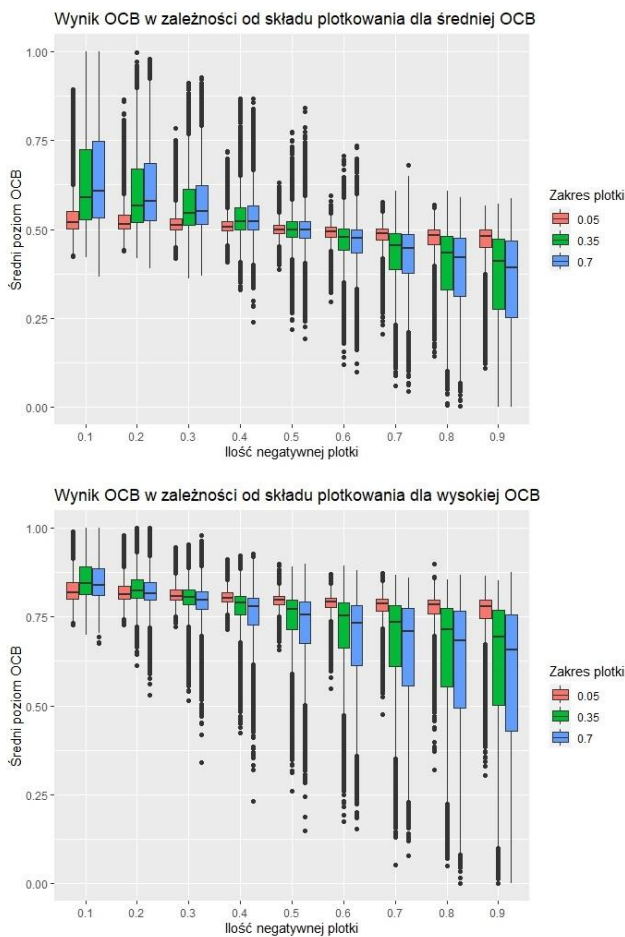 Wynik OCB w zależności od składu plotkowania dla średniej OCB
1.00
0.75
0.50
0.25
0.00
Średni poziom OCB
0.1 0.2 0.3 0.4 0.5 0.6 0.7 0.8 0.9
Ilość negatywnej plotki
Zakres plotki
0.05
0.35
0.7
Wynik OCB w zależności od składu plotkowania dla wysokiej OCB
1.00
0.75
0.50
0.25
0.00
Średni poziom OCB
0.1 0.2 0.3 0.4 0.5 0.6 0.7 0.8 0.9
Ilość negatywnej plotki
Zakres plotki
0.05
0.35
0.7